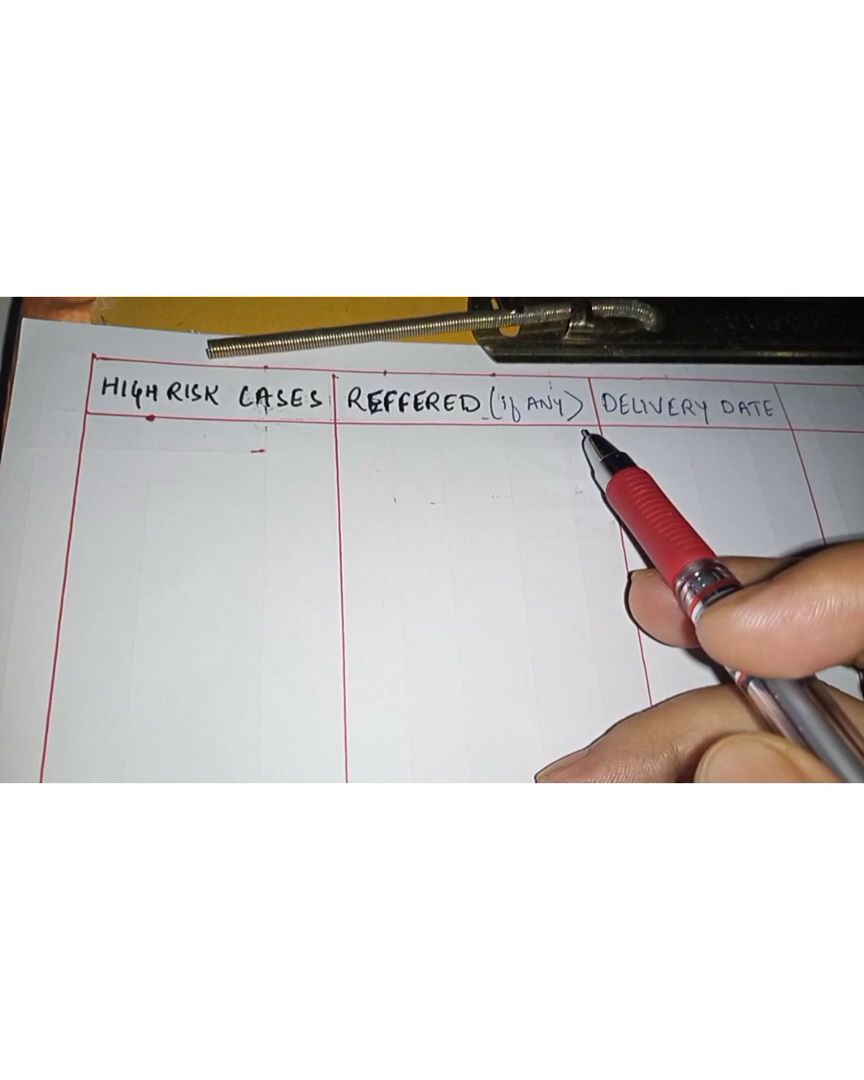 HIGH RISK CASES
REFFERED (if ANY)
DELIVERY DATE